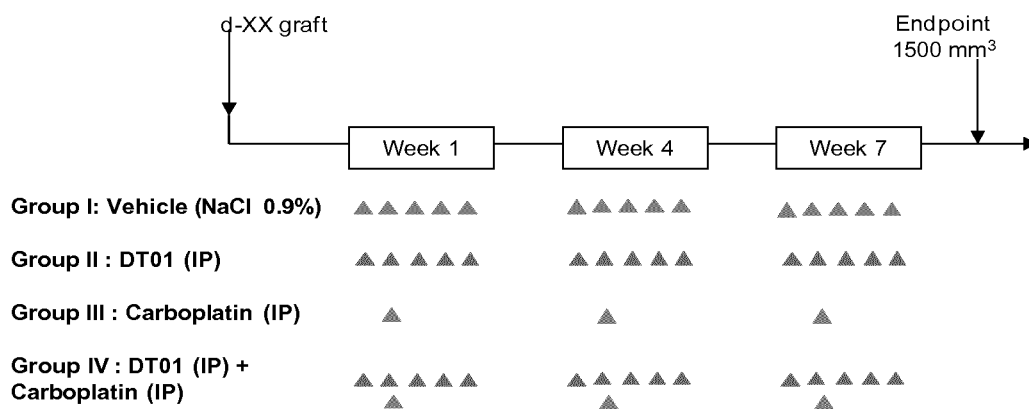 d-XX graft
Endpoint
1500 mm³
Week 1
Week 4
Week 7
Group I: Vehicle (NaCl 0.9%)
Group II : DT01 (IP)
Group III : Carboplatin (IP)
Group IV : DT01 (IP) +
Carboplatin (IP)